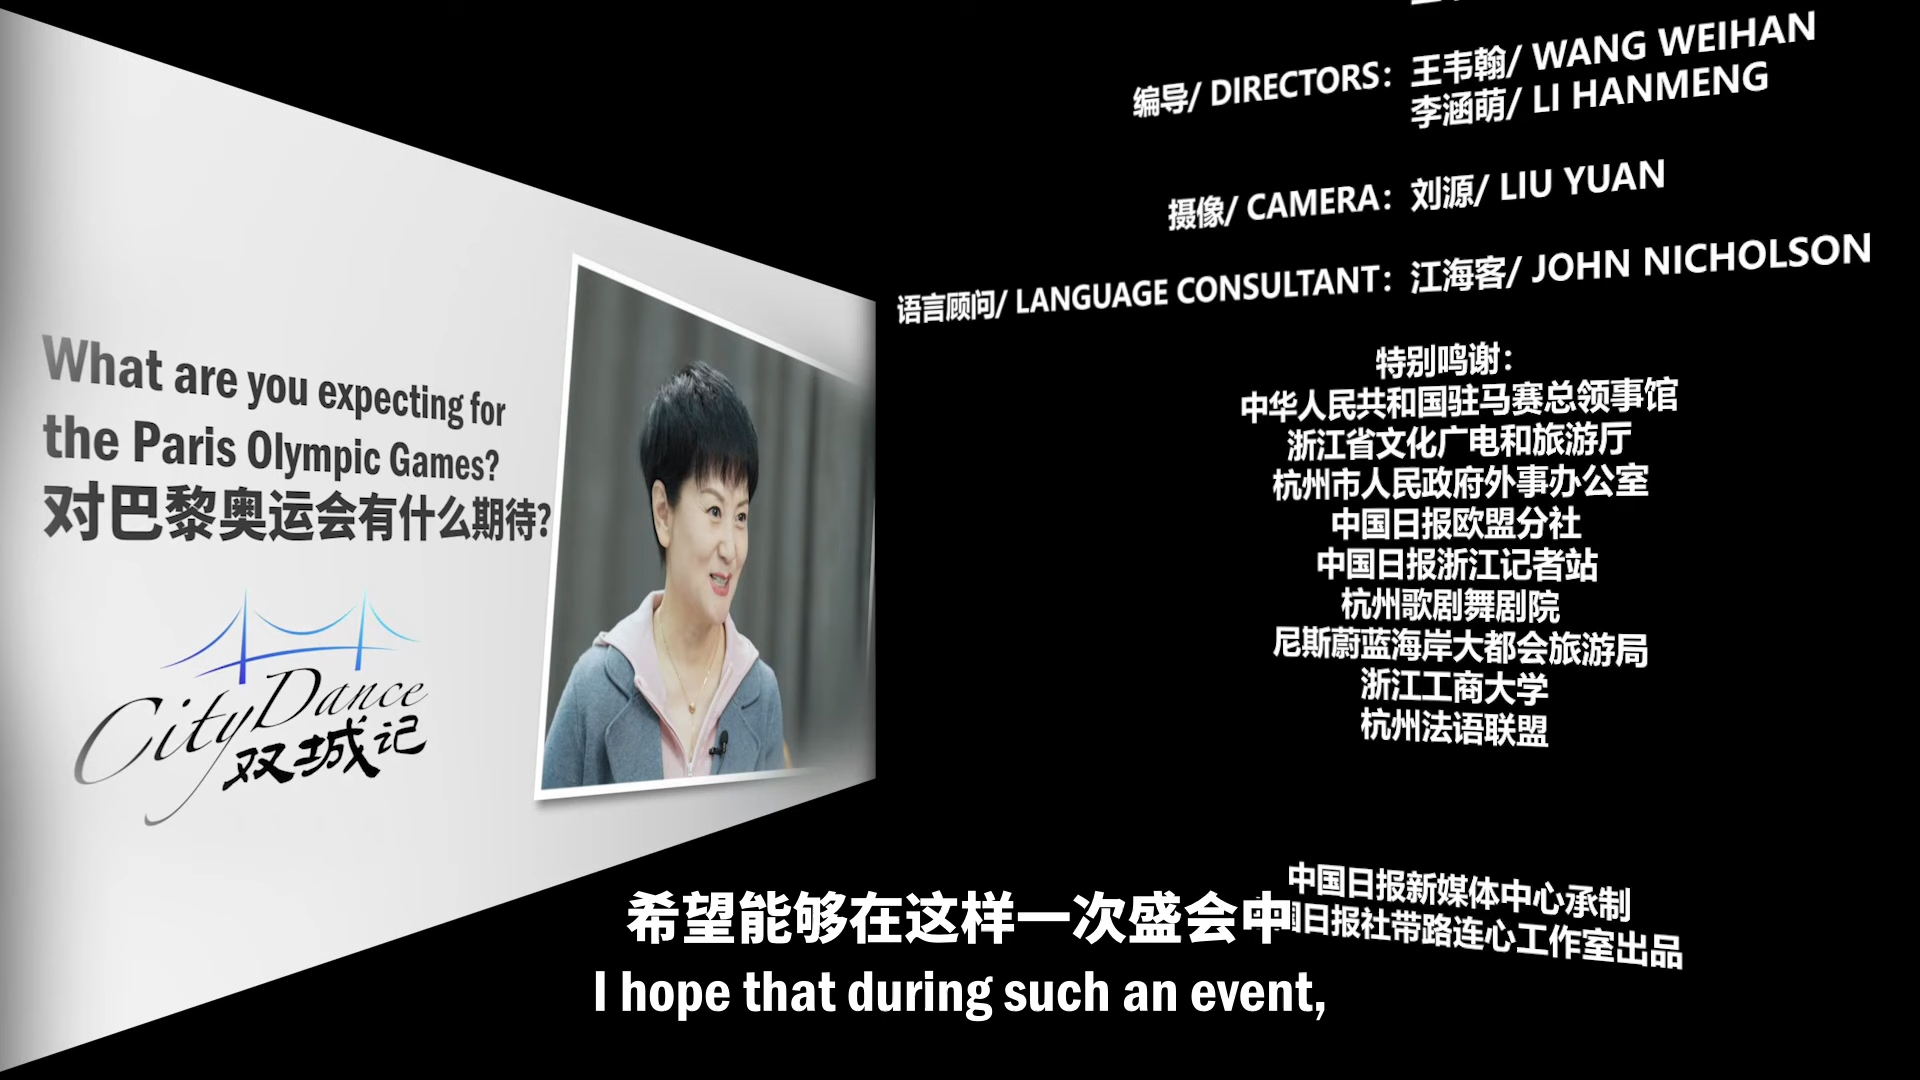 What are you expecting for
the Paris Olympic Games?
对巴黎奥运会有什么期待?
City Dance
双城记
编导/ DIRECTORS: 王韦翰/ WANG WEIHAN
李涵萌/ LI HANMENG
摄像/ CAMERA: 刘源/ LIU YUAN
语言顾问/ LANGUAGE CONSULTANT: 江海客/ JOHN NICHOLSON
特别鸣谢:
中华人民共和国驻马赛总领事馆
浙江省文化广电和旅游厅
杭州市人民政府外事办公室
中国日报欧盟分社
中国日报浙江记者站
杭州歌剧舞剧院
尼斯蔚蓝海岸大都会旅游局
浙江工商大学
杭州法语联盟
中国日报新媒体中心承制
国日报社带路连心工作室出品
希望能够在这样一次盛会中
I hope that during such an event,